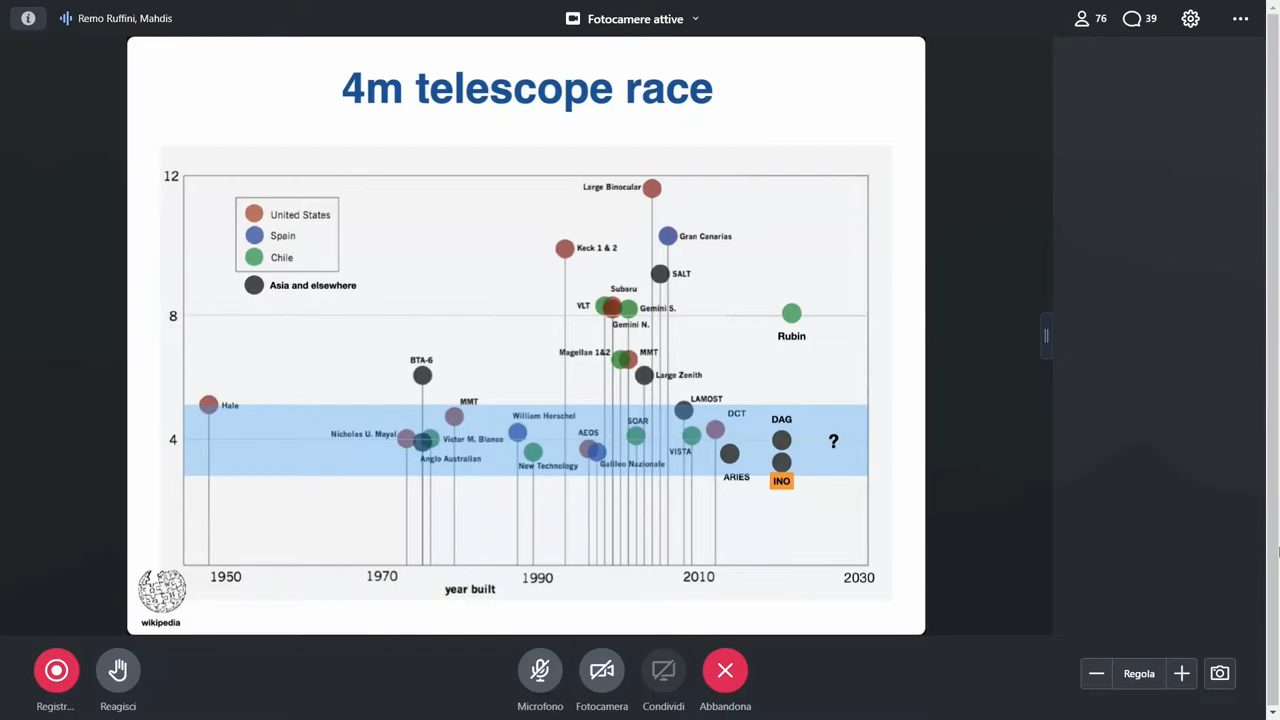 Remo Ruffini, Mahdis
Fotocamere attive
76
39
4m telescope race
12
Large Binocular
United States
Spain
Chile
Asia and elsewhere
Gran Canarias
Keck 1 & 2
SALT
Subaru
VLT
Gemini S.
8
Gemini N.
Rubin
Magellan 1&2
MMT
BTA-6
Large Zenith
Hale
MMT
LAMOST
William Herschel
DCT
SOAR
DAG
Nicholas U. Mayal
Victor M. Blanco
AEOS
4
?
VISTA
Anglo Australian
New Technology
Galileo Nazionale
ARIES
INO
1950
1970
1990
2010
2030
year built
wikipedia
Regola
Registr...
Reagisci
Microfono
Fotocamera
Condividi
Abbandona